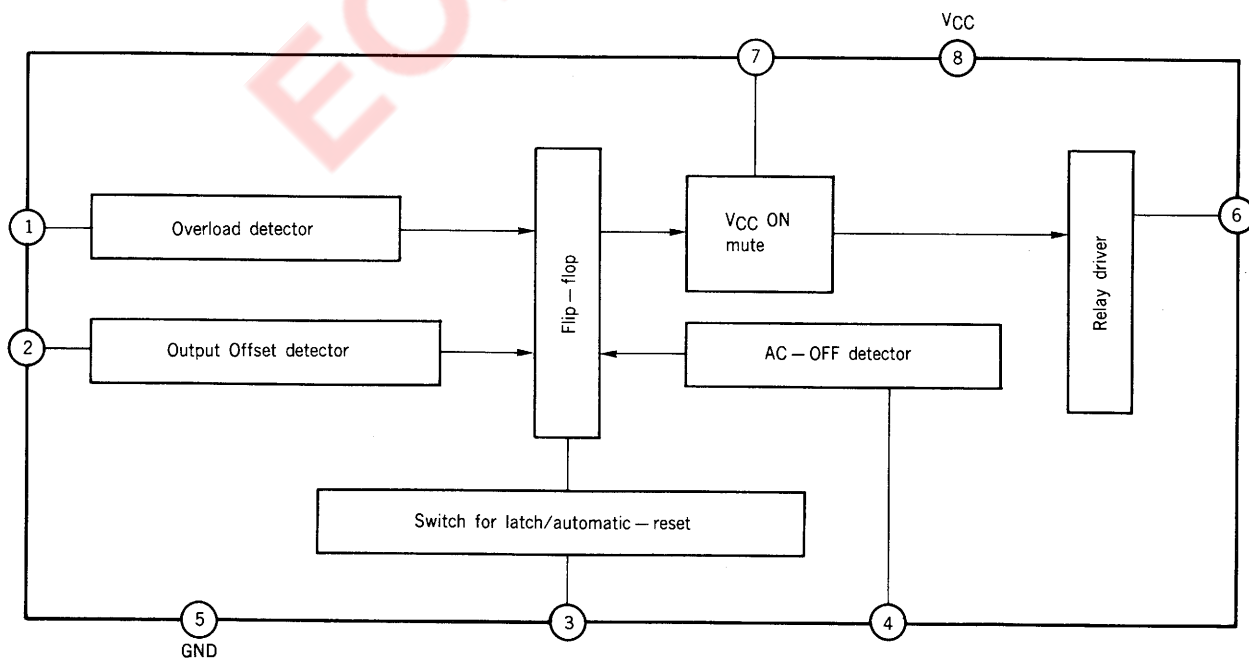 EO
VCC
7
8
1
Overload detector
Flip-flop
VCC ON
mute
Relay driver
6
2
Output Offset detector
AC-OFF detector
Switch for latch/automatic-reset
5
GND
3
4